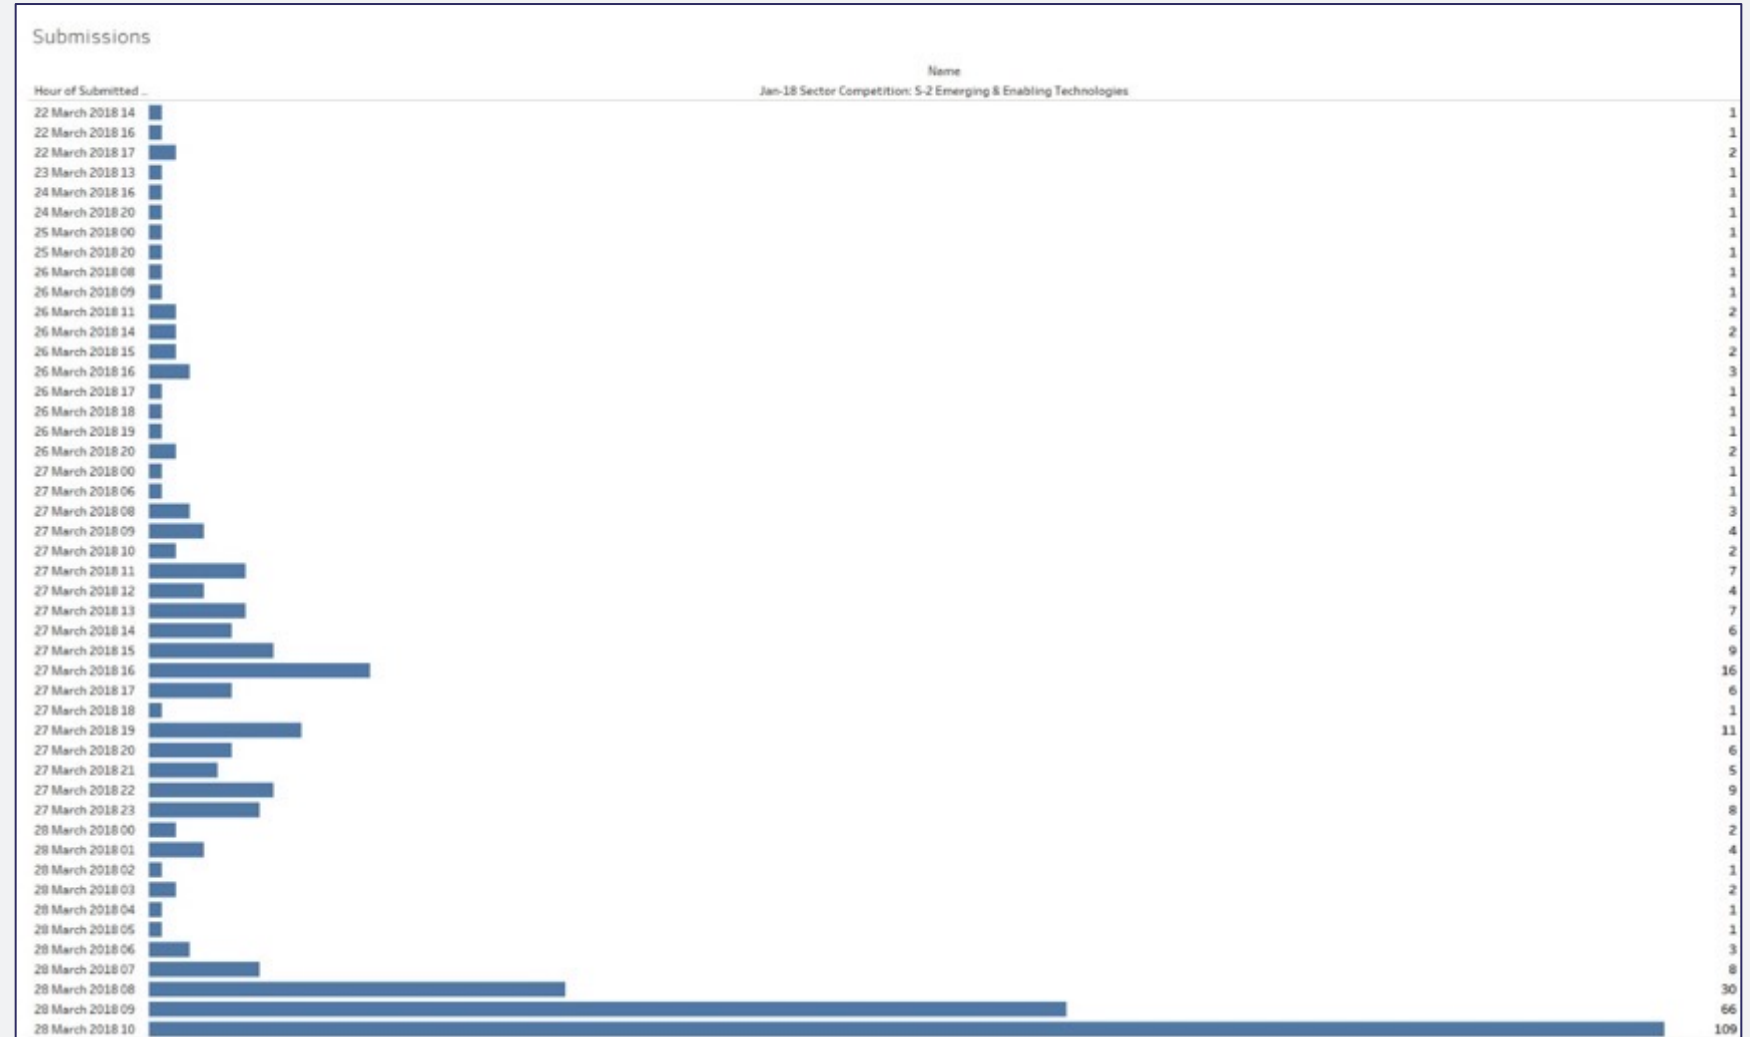 Submissions
Name
Hour of Submitted .. Jan-18 Sector Competition: S-2 Emerging & Enabling Technologies
22 March 2018 14 1
22 March 2018 16 1
22 March 2018 17 2
23 March 2018 13 1
24 March 2018 16 1
24 March 2018 20 1
25 March 2018 00 1
25 March 2018 20 1
26 March 2018 08 1
26 March 2018 09 1
26 March 2018 11 2
26 March 2018 14 2
26 March 2018 15 2
26 March 2018 16 3
26 March 2018 17 1
26 March 2018 18 1
26 March 2018 19 1
26 March 2018 20 2
27 March 2018 00 1
27 March 2018 06 1
27 March 2018 08 3
27 March 2018 09 4
27 March 2018 10 2
27 March 2018 11 7
27 March 2018 12 4
27 March 2018 13 7
27 March 2018 14 6
27 March 2018 15 9
27 March 2018 16 16
27 March 2018 17 6
27 March 2018 18 1
27 March 2018 19 11
27 March 2018 20 6
27 March 2018 21 5
27 March 2018 22 9
27 March 2018 23 8
28 March 2018 00 2
28 March 2018 01 4
28 March 2018 02 1
28 March 2018 03 2
28 March 2018 04 1
28 March 2018 05 1
28 March 2018 06 3
28 March 2018 07 8
28 March 2018 08 30
28 March 2018 09 66
28 March 2018 10 109